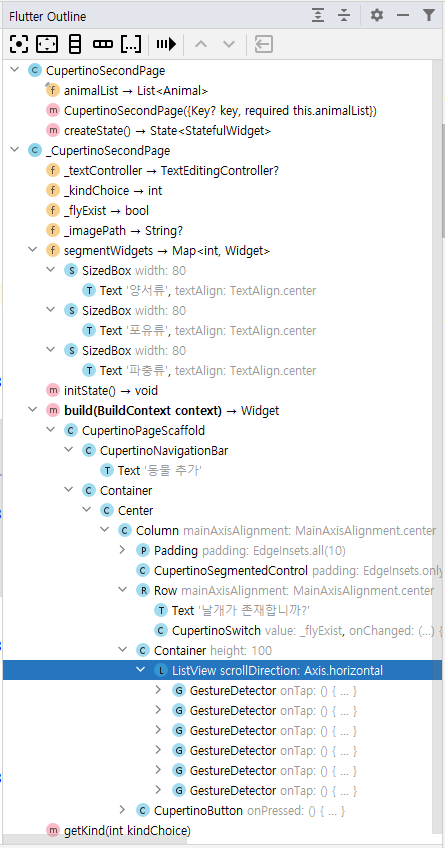 Flutter Outline
C CupertinoSecondPage
f animalList → List<Animal>
m CupertinoSecondPage({Key? key, required this.animalList})
m createState() → State<StatefulWidget>
C _CupertinoSecondPage
f _textController → TextEditingController?
f _kindChoice → int
f _flyExist → bool
f _imagePath → String?
f segmentWidgets → Map<int, Widget>
S SizedBox width: 80
T Text '양서류', textAlign: TextAlign.center
S SizedBox width: 80
T Text '포유류', textAlign: TextAlign.center
S SizedBox width: 80
T Text '파충류', textAlign: TextAlign.center
m initState() → void
m build(BuildContext context) → Widget
C CupertinoPageScaffold
C CupertinoNavigationBar
T Text '동물 추가'
C Container
C Center
C Column mainAxisAlignment: MainAxisAlignment.center
P Padding padding: EdgeInsets.all(10)
C CupertinoSegmentedControl padding: EdgeInsets.only
R Row mainAxisAlignment: MainAxisAlignment.center
T Text '날개가 존재합니까?'
C CupertinoSwitch value: _flyExist, onChanged: (...) {
C Container height: 100
L ListView scrollDirection: Axis.horizontal
G GestureDetector onTap: () { ... }
G GestureDetector onTap: () { ... }
G GestureDetector onTap: () { ... }
G GestureDetector onTap: () { ... }
G GestureDetector onTap: () { ... }
G GestureDetector onTap: () { ... }
C CupertinoButton onPressed: () { ... }
m getKind(int kindChoice)